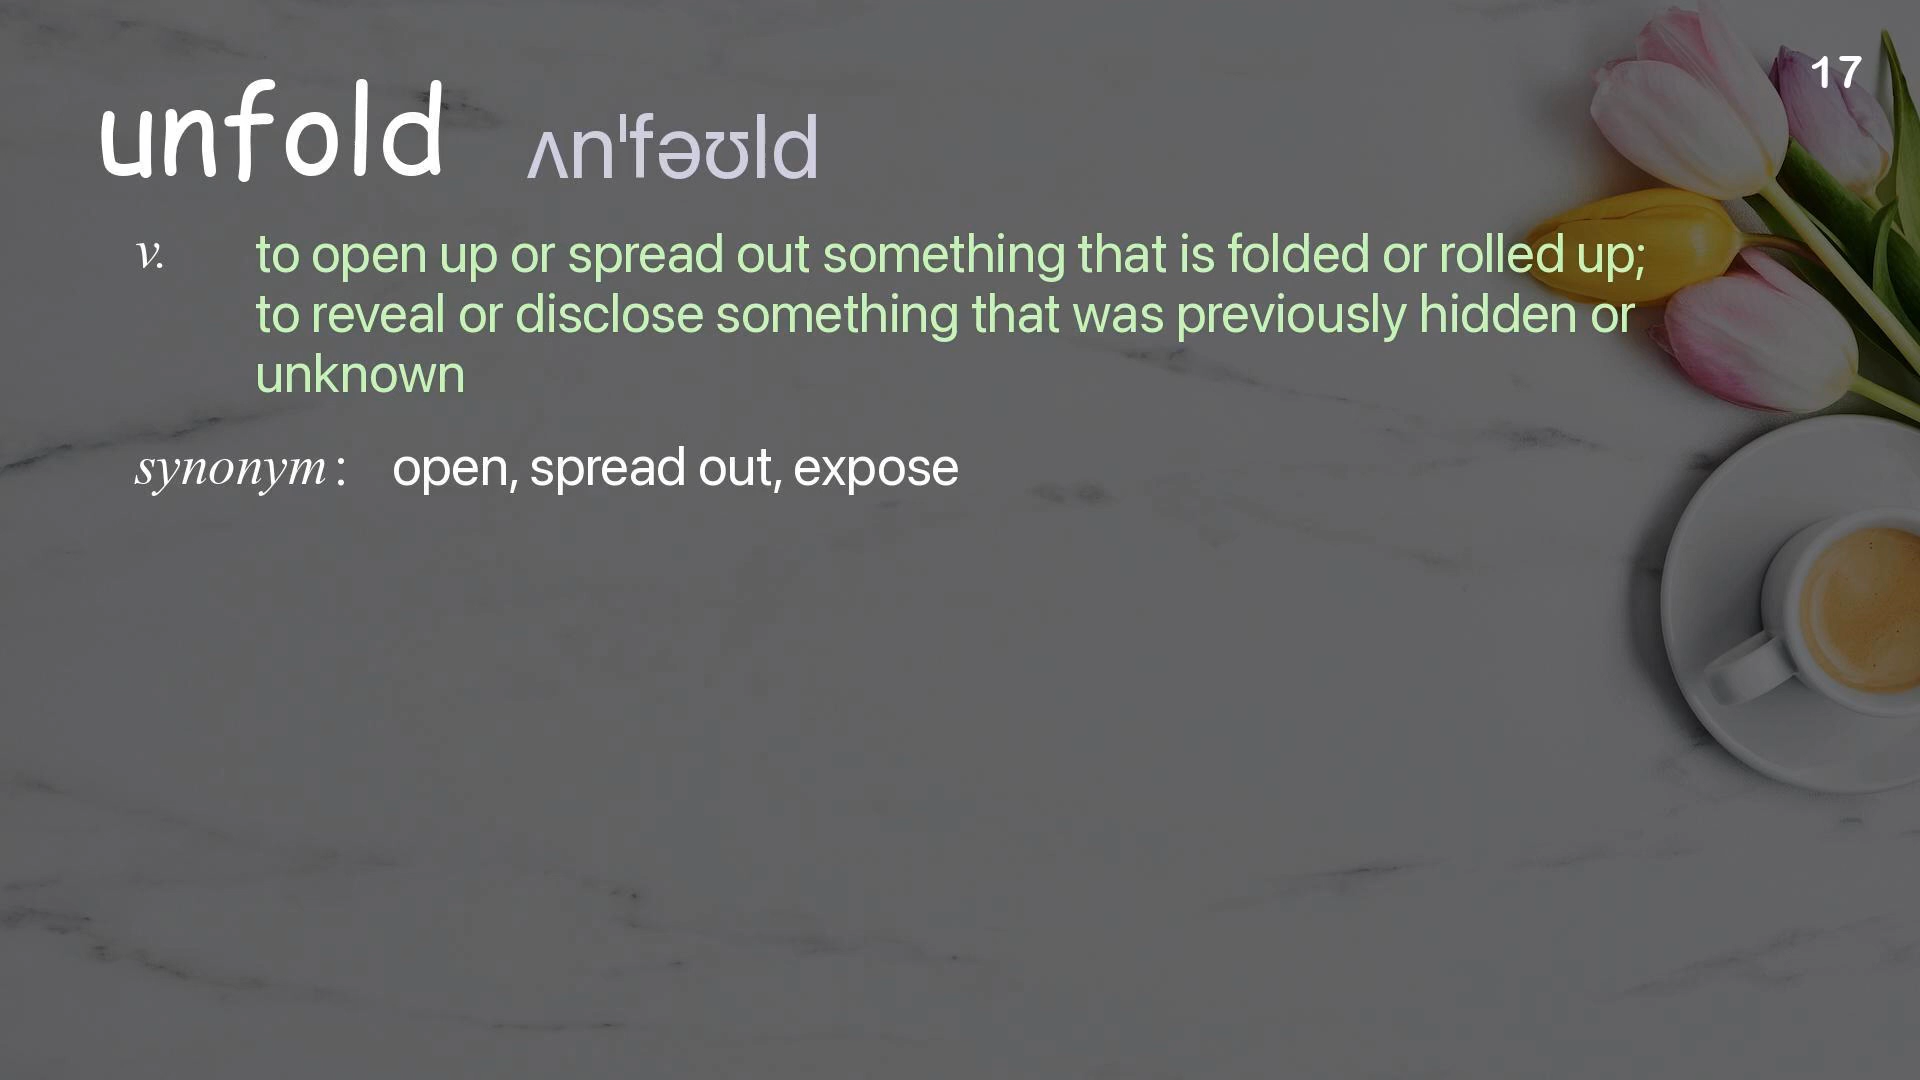 17
unfold ʌnˈfəʊld
v. to open up or spread out something that is folded or rolled up;
to reveal or disclose something that was previously hidden or
unknown
synonym : open, spread out, expose